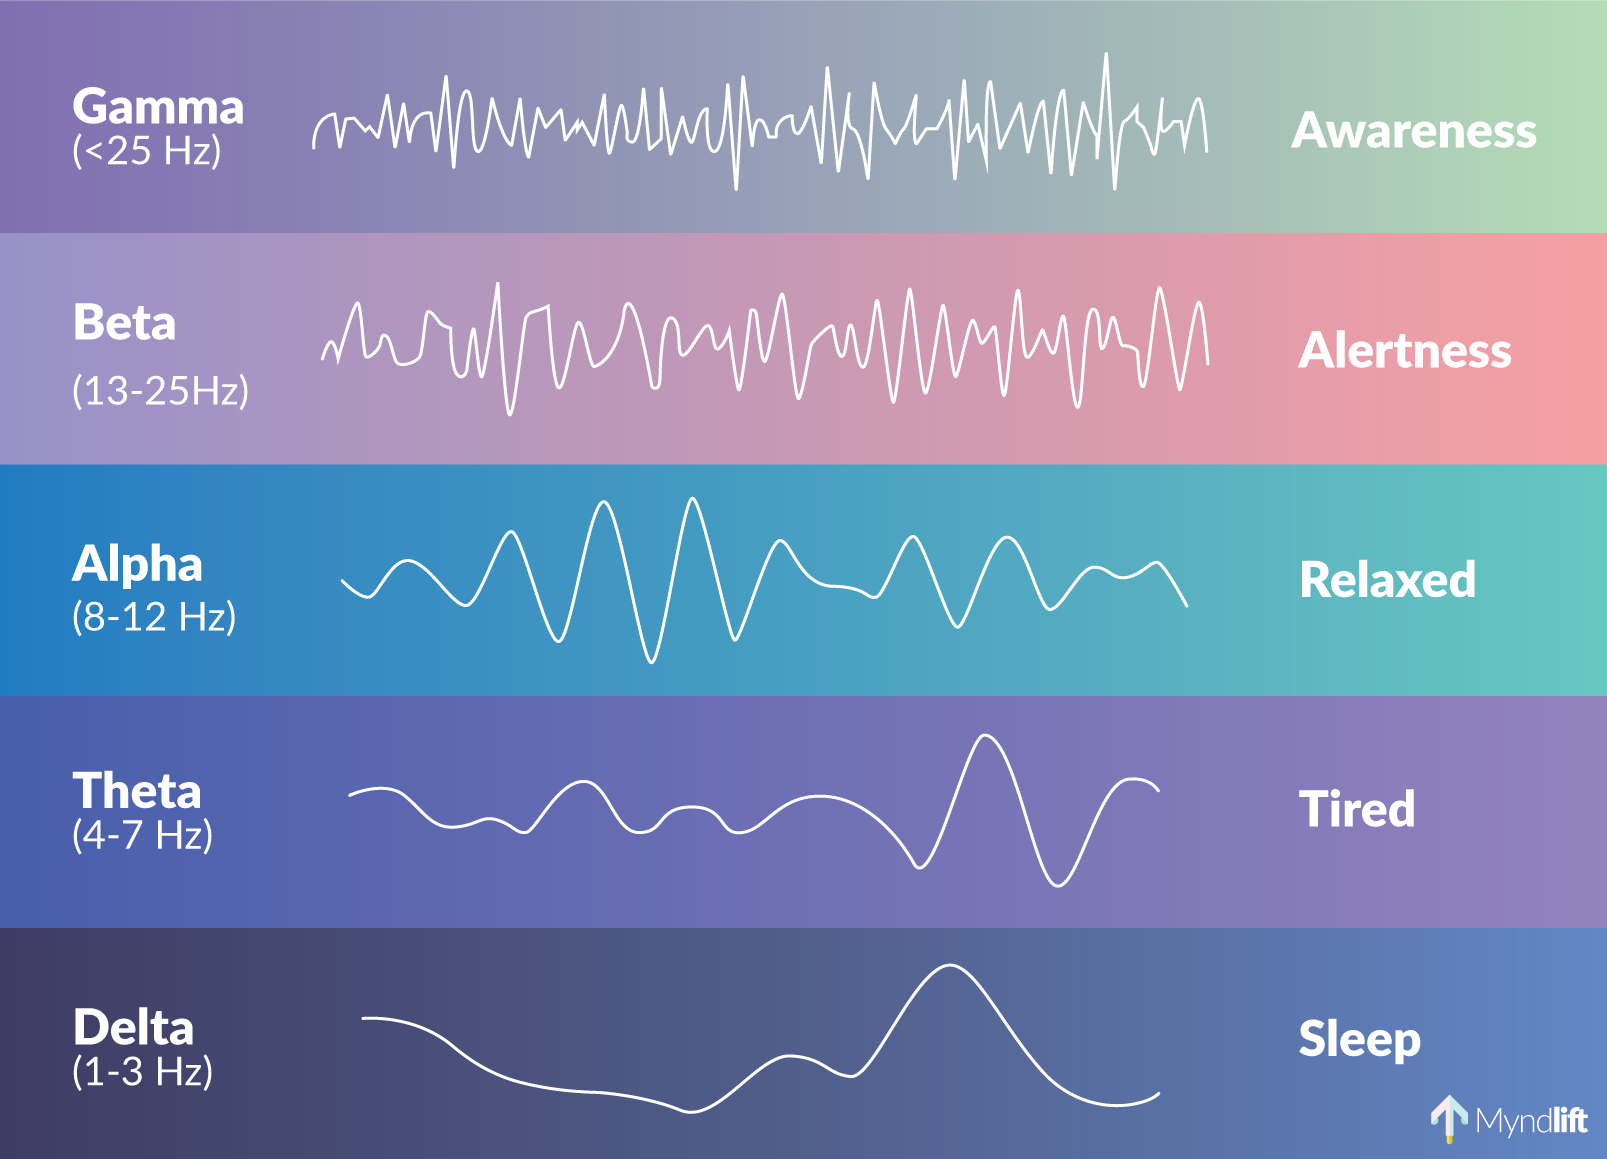 Gamma
(<25 Hz)
Awareness
Beta
(13-25Hz)
Alertness
Alpha
(8-12 Hz)
Relaxed
Theta
(4-7 Hz)
Tired
Delta
(1-3 Hz)
Sleep
Myndlift